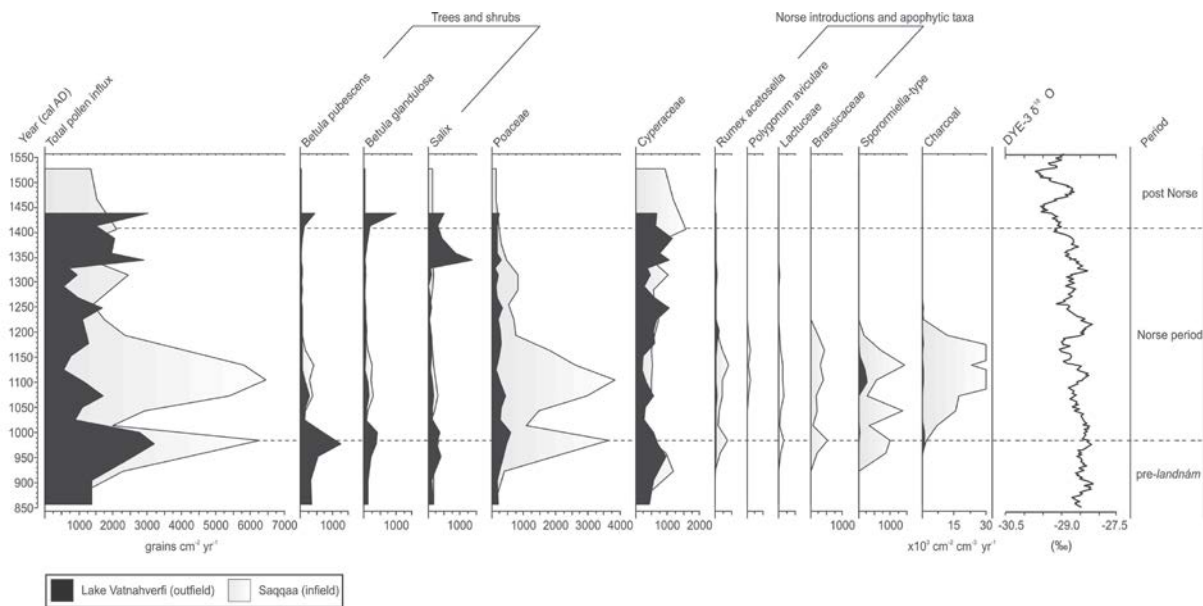 Trees and shrubs
Norse introductions and apophytic taxa
Year (cal AD)
Total pollen influx
Betula pubescens
Betula glandulosa
Salix
Poaceae
Cyperaceae
Rumex acetosella
Polygonum aviculare
Lactuceae
Brassicaceae
Sporormiella-type
Charcoal
DYE-3 δ¹⁸ O
Period
1550
1500
1450
1400
1350
1300
1250
1200
1150
1100
1050
1000
950
900
850
post Norse
Norse period
pre-landnám
0 1000 2000 3000 4000 5000 6000 7000
1000
1000
1000
1000 2000 3000 4000
1000 2000
1000
1000
15 30
-30.5 -29.0 -27.5
grains cm⁻² yr⁻¹
x10³ cm⁻² cm⁻³ yr⁻¹
(‰)
Lake Vatnahverfi (outfield)
Saqqaa (infield)